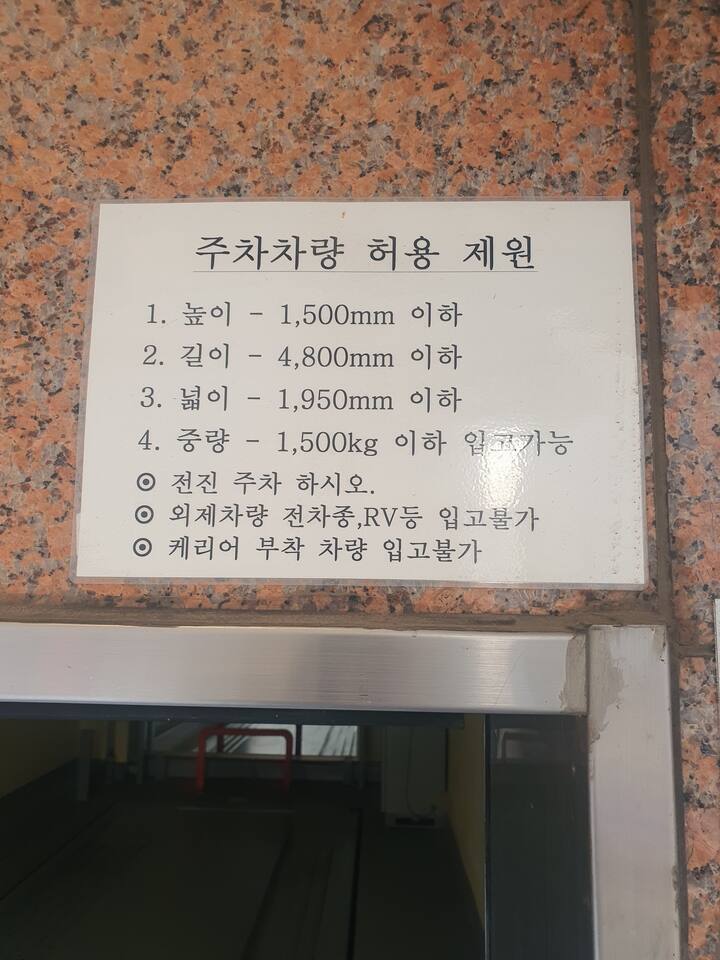 주차차량 허용 제원
1. 높이 - 1,500mm 이하
2. 길이 - 4,800mm 이하
3. 넓이 - 1,950mm 이하
4. 중량 - 1,500kg 이하 입고가능
⊙ 전진 주차 하시오.
⊙ 외제차량 전차종,RV등 입고불가
⊙ 케리어 부착 차량 입고불가